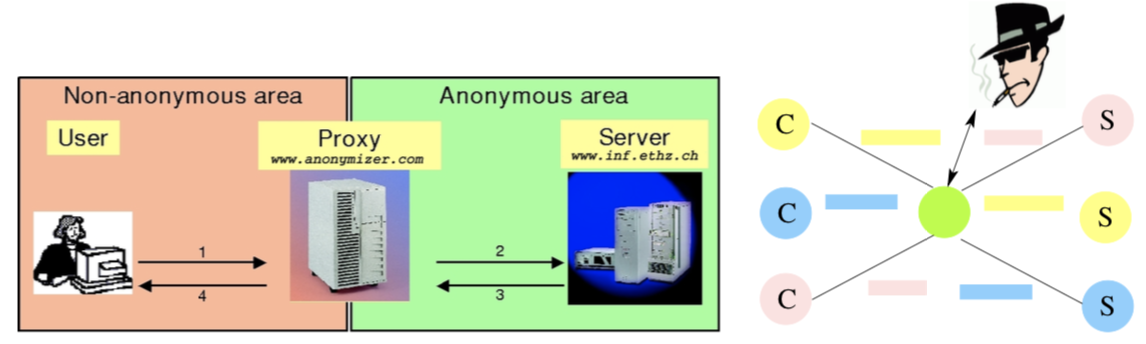 Non-anonymous area
Anonymous area
User
Proxy
www.anonymizer.com
Server
www.inf.ethz.ch
1
4
2
3
C
S
C
S
C
S